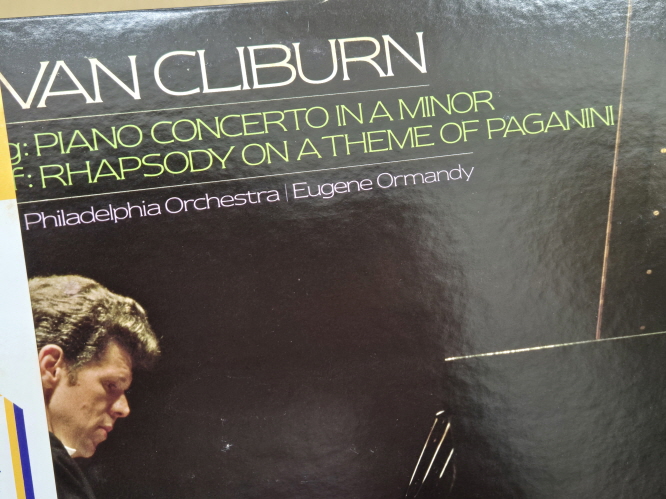 VAN CLIBURN
g: PIANO CONCERTO IN A MINOR
f: RHAPSODY ON A THEME OF PAGANINI
Philadelphia Orchestra | Eugene Ormandy